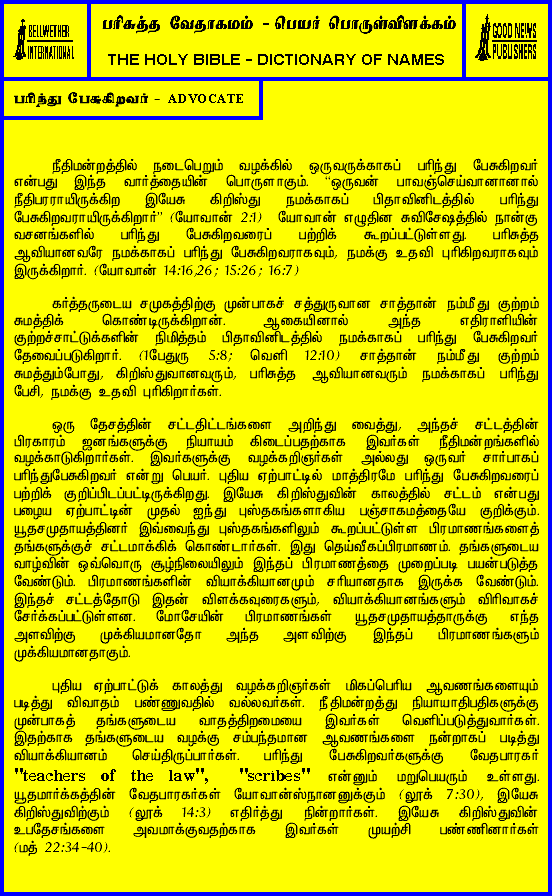 BELLWETHER
INTERNATIONAL
பரிசுத்த வேதாகமம் - பெயர் பொருள்விளக்கம்
THE HOLY BIBLE - DICTIONARY OF NAMES
GOOD NEWS
PUBLISHERS
பரிந்து பேசுகிறவர் - ADVOCATE
நீதிமன்றத்தில் நடைபெறும் வழக்கில் ஒருவருக்காகப் பரிந்து பேசுகிறவர்
என்பது இந்த வார்த்தையின் பொருளாகும். “ஒருவன் பாவஞ்செய்வானானால்
நீதிபரராயிருக்கிற இயேசு கிறிஸ்து நமக்காகப் பிதாவினிடத்தில் பரிந்து
பேசுகிறவராயிருக்கிறார்” (யோவான் 2:1) யோவான் எழுதின சுவிசேஷத்தில் நான்கு
வசனங்களில் பரிந்து பேசுகிறவரைப் பற்றிக் கூறப்பட்டுள்ளது. பரிசுத்த
ஆவியானவரே நமக்காகப் பரிந்து பேசுகிறவராகவும், நமக்கு உதவி புரிகிறவராகவும்
இருக்கிறார். (யோவான் 14:16,26; 15:26; 16:7)
கர்த்தருடைய சமுகத்திற்கு முன்பாகச் சத்துருவான சாத்தான் நம்மீது குற்றம்
சுமத்திக் கொண்டிருக்கிறான். ஆகையினால் அந்த எதிராளியின்
குற்றச்சாட்டுக்களின் நிமித்தம் பிதாவினிடத்தில் நமக்காகப் பரிந்து பேசுகிறவர்
தேவைப்படுகிறார். (1பேதுரு 5:8; வெளி 12:10) சாத்தான் நம்மீது குற்றம்
சுமத்தும்போது, கிறிஸ்துவானவரும், பரிசுத்த ஆவியானவரும் நமக்காகப் பரிந்து
பேசி, நமக்கு உதவி புரிகிறார்கள்.
ஒரு தேசத்தின் சட்டதிட்டங்களை அறிந்து வைத்து, அந்தச் சட்டத்தின்
பிரகாரம் ஜனங்களுக்கு நியாயம் கிடைப்பதற்காக இவர்கள் நீதிமன்றங்களில்
வழக்காடுகிறார்கள். இவர்களுக்கு வழக்கறிஞர்கள் அல்லது ஒருவர் சார்பாகப்
பரிந்துபேசுகிறவர் என்று பெயர். புதிய ஏற்பாட்டில் மாத்திரமே பரிந்து பேசுகிறவரைப்
பற்றிக் குறிப்பிடப்பட்டிருக்கிறது. இயேசு கிறிஸ்துவின் காலத்தில் சட்டம் என்பது
பழைய ஏற்பாட்டின் முதல் ஐந்து புஸ்தகங்களாகிய பஞ்சாகமத்தையே குறிக்கும்.
யூதசமுதாயத்தினர் இவ்வைந்து புஸ்தகங்களிலும் கூறப்பட்டுள்ள பிரமாணங்களைத்
தங்களுக்குச் சட்டமாக்கிக் கொண்டார்கள். இது தெய்வீகப்பிரமாணம். தங்களுடைய
வாழ்வின் ஒவ்வொரு சூழ்நிலையிலும் இந்தப் பிரமாணத்தை முறைப்படி பயன்படுத்த
வேண்டும். பிரமாணங்களின் வியாக்கியானமும் சரியானதாக இருக்க வேண்டும்.
இந்தச் சட்டத்தோடு இதன் விளக்கவுரைகளும், வியாக்கியானங்களும் விரிவாகச்
சேர்க்கப்பட்டுள்ளன. மோசேயின் பிரமாணங்கள் யூதசமுதாயத்தாருக்கு எந்த
அளவிற்கு முக்கியமானதோ அந்த அளவிற்கு இந்தப் பிரமாணங்களும்
முக்கியமானதாகும்.
புதிய ஏற்பாட்டுக் காலத்து வழக்கறிஞர்கள் மிகப்பெரிய ஆவணங்களையும்
படித்து விவாதம் பண்ணுவதில் வல்லவர்கள். நீதிமன்றத்து நியாயாதிபதிகளுக்கு
முன்பாகத் தங்களுடைய வாதத்திறமையை இவர்கள் வெளிப்படுத்துவார்கள்.
இதற்காக தங்களுடைய வழக்கு சம்பந்தமான ஆவணங்களை நன்றாகப் படித்து
வியாக்கியானம் செய்திருப்பார்கள். பரிந்து பேசுகிறவர்களுக்கு வேதபாரகர்
"teachers of the law", "scribes" என்னும் மறுபெயரும் உள்ளது.
யூதமார்க்கத்தின் வேதபாரகர்கள் யோவான்ஸ்நானனுக்கும் (லூக் 7:30), இயேசு
கிறிஸ்துவிற்கும் (லூக் 14:3) எதிர்த்து நின்றார்கள். இயேசு கிறிஸ்துவின்
உபதேசங்களை அவமாக்குவதற்காக இவர்கள் முயற்சி பண்ணினார்கள்
(மத் 22:34-40).